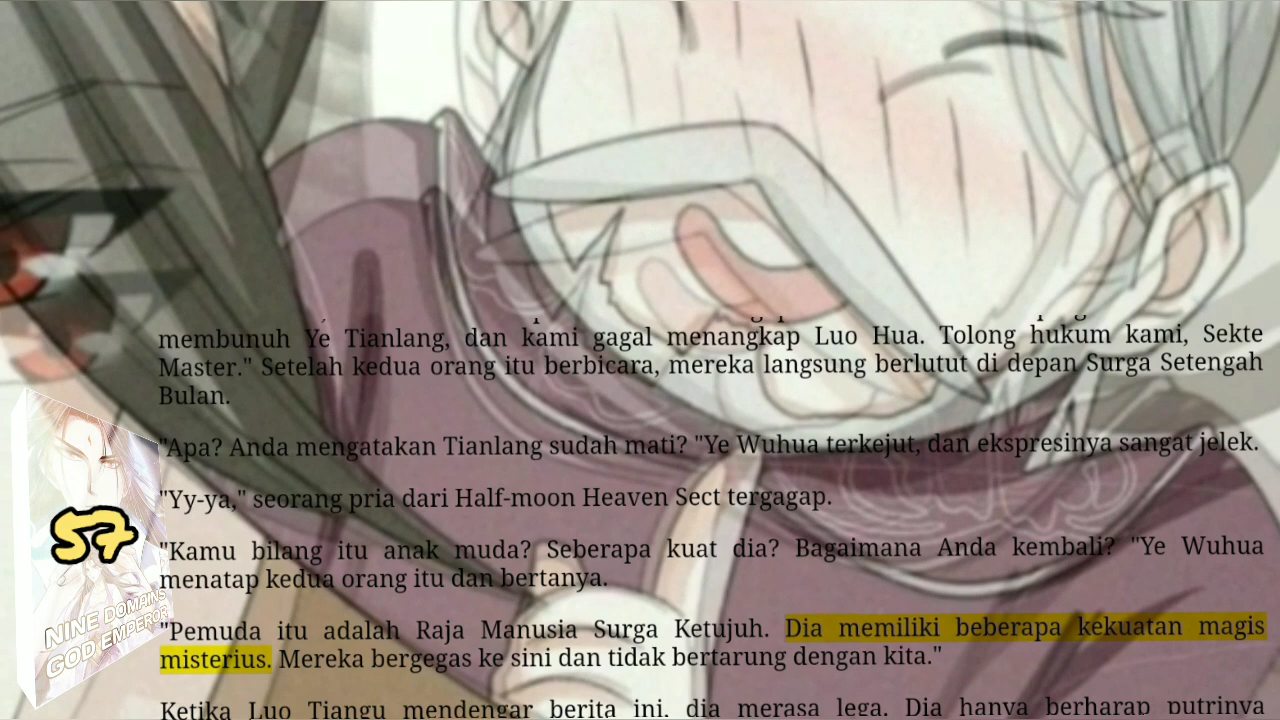 membunuh Ye Tianlang, dan kami gagal menangkap Luo Hua. Tolong hukum kami, Sekte
Master." Setelah kedua orang itu berbicara, mereka langsung berlutut di depan Surga Setengah
Bulan.
"Apa? Anda mengatakan Tianlang sudah mati? "Ye Wuhua terkejut, dan ekspresinya sangat jelek.
"Yy-ya," seorang pria dari Half-moon Heaven Sect tergagap.
"Kamu bilang itu anak muda? Seberapa kuat dia? Bagaimana Anda kembali? "Ye Wuhua
menatap kedua orang itu dan bertanya.
"Pemuda itu adalah Raja Manusia Surga Ketujuh. Dia memiliki beberapa kekuatan magis
misterius. Mereka bergegas ke sini dan tidak bertarung dengan kita."
Ketika Luo Tiangu mendengar berita ini, dia merasa lega. Dia hanya berharap putrinya
57
NINE DOMAINS
GOD EMPEROR